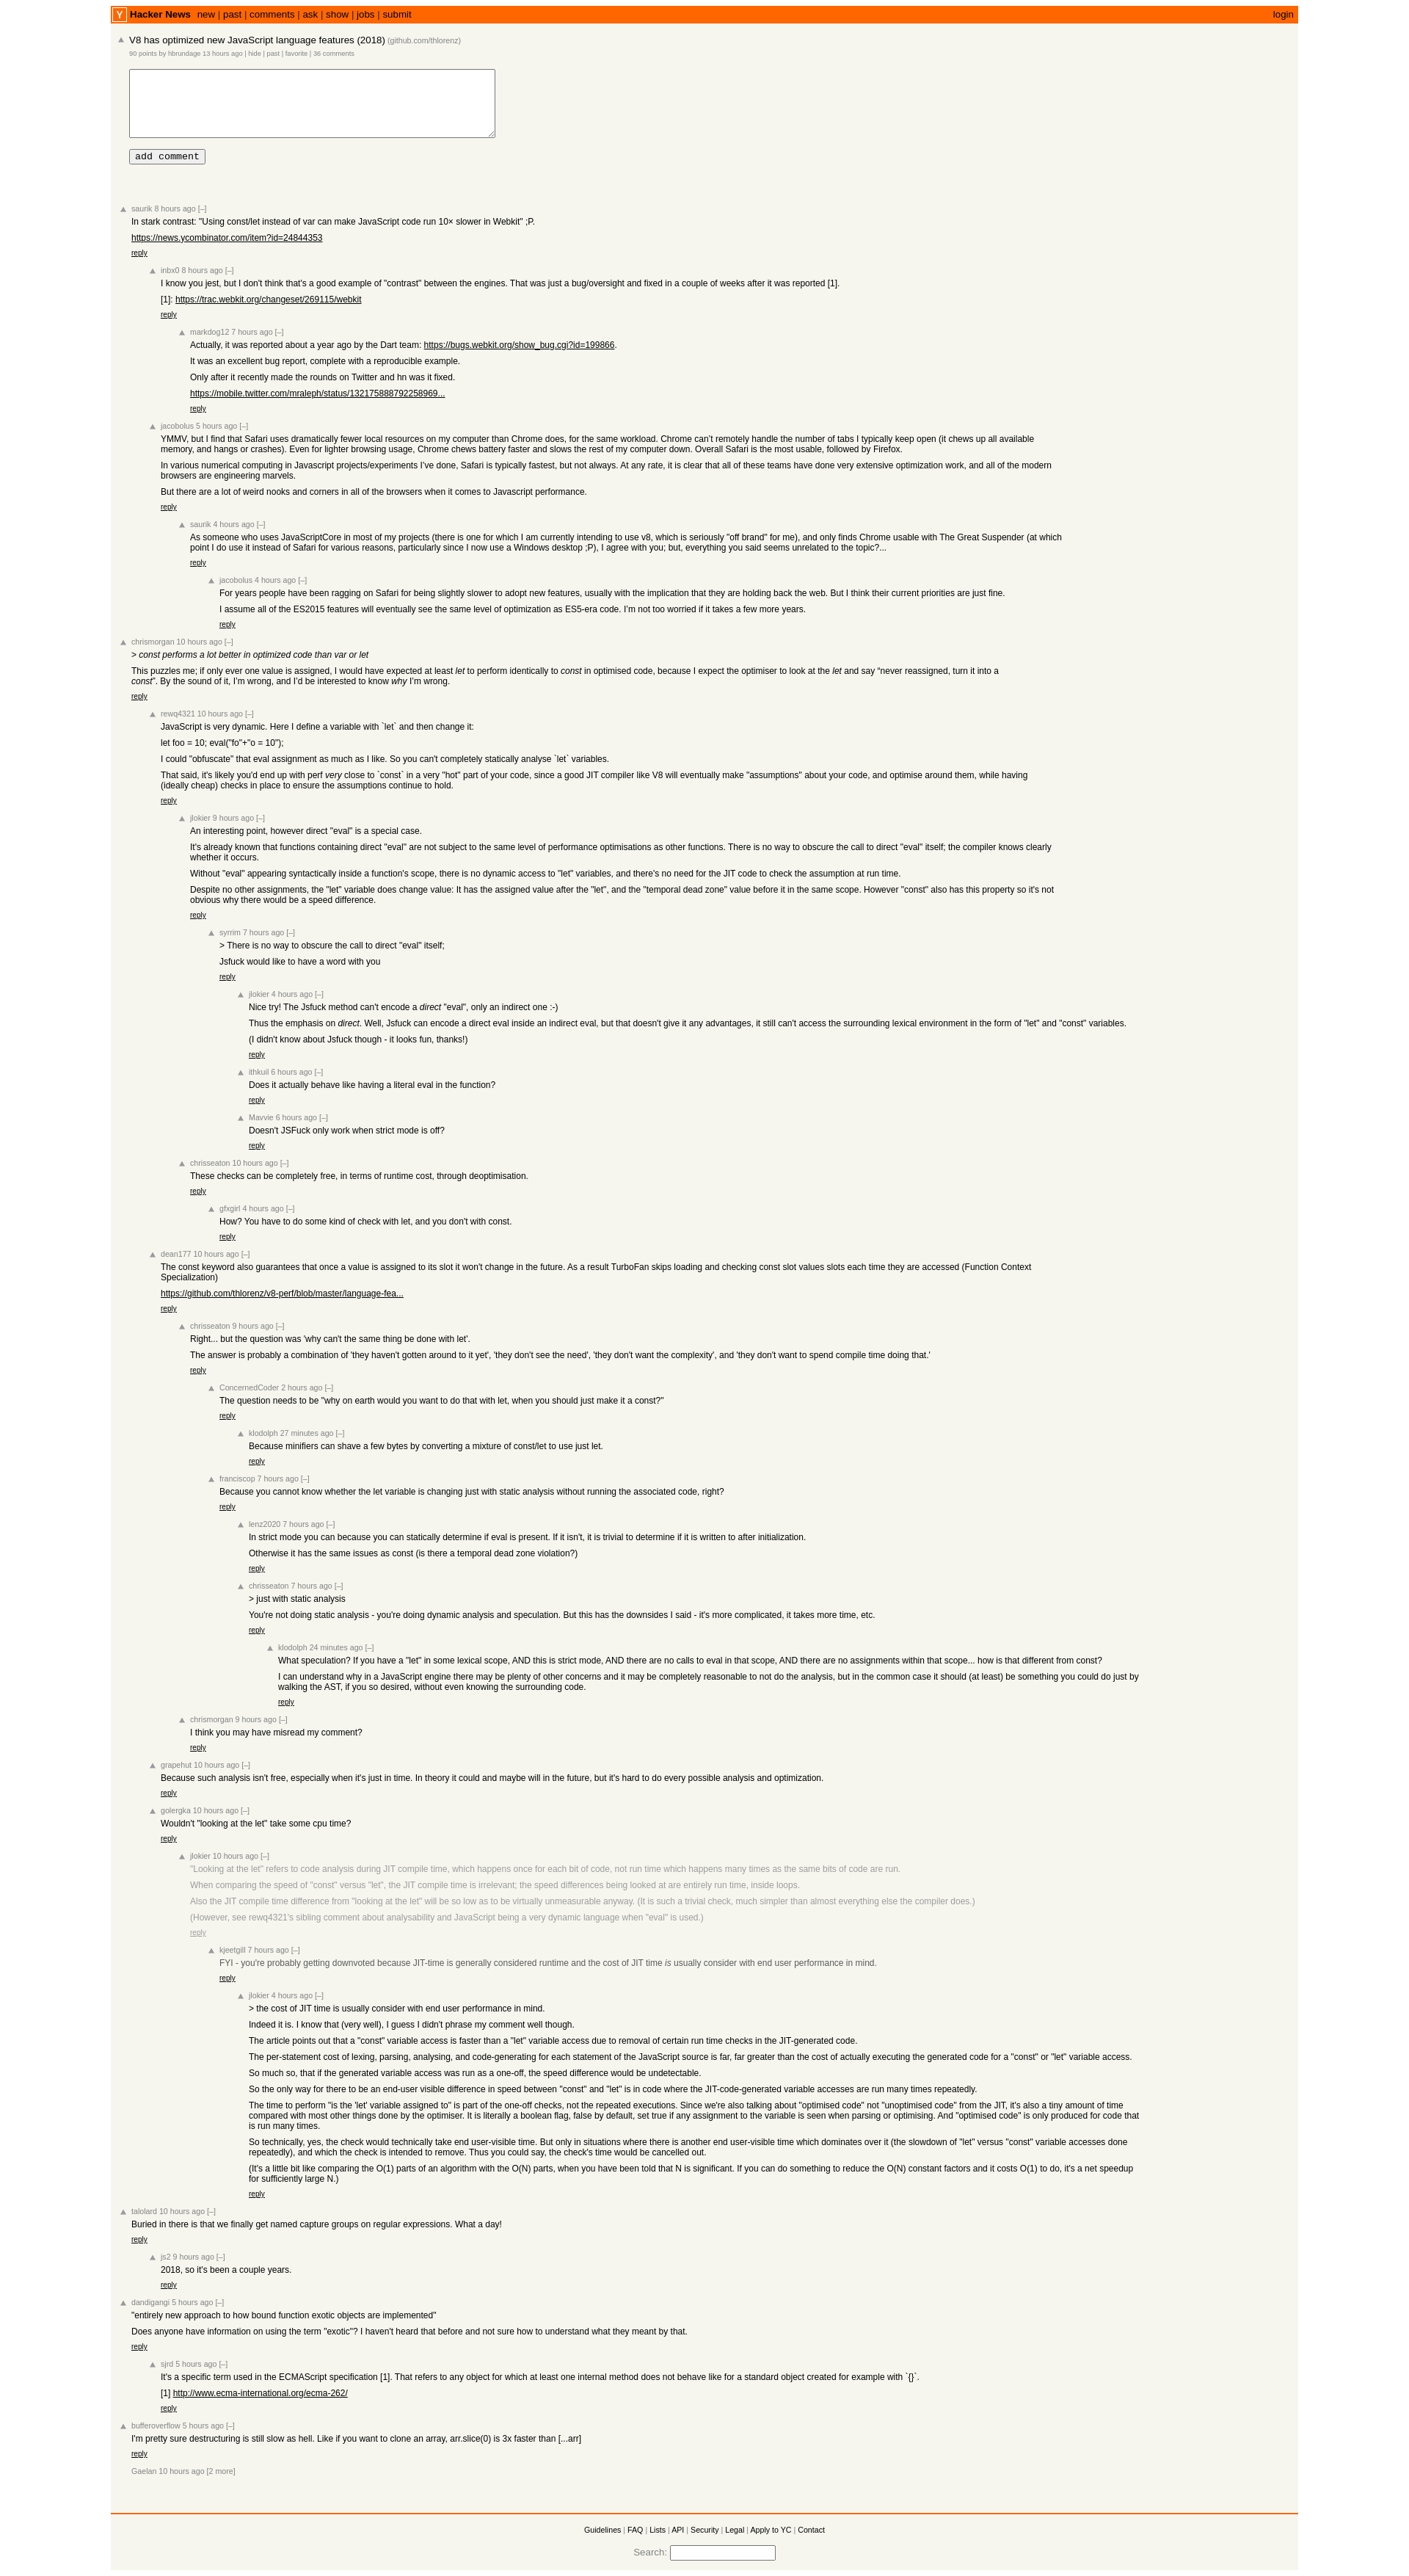 Y Hacker News new | past | comments | ask | show | jobs | submit login
V8 has optimized new JavaScript language features (2018) (github.com/thlorenz)
90 points by hbrundage 13 hours ago | hide | past | favorite | 36 comments
add comment
saurik 8 hours ago [–]
In stark contrast: "Using const/let instead of var can make JavaScript code run 10× slower in Webkit" ;P.
https://news.ycombinator.com/item?id=24844353
reply
inbx0 8 hours ago [–]
I know you jest, but I don't think that's a good example of "contrast" between the engines. That was just a bug/oversight and fixed in a couple of weeks after it was reported [1].
[1]: https://trac.webkit.org/changeset/269115/webkit
reply
markdog12 7 hours ago [–]
Actually, it was reported about a year ago by the Dart team: https://bugs.webkit.org/show_bug.cgi?id=199866.
It was an excellent bug report, complete with a reproducible example.
Only after it recently made the rounds on Twitter and hn was it fixed.
https://mobile.twitter.com/mraleph/status/132175888792258969...
reply
jacobolus 5 hours ago [–]
YMMV, but I find that Safari uses dramatically fewer local resources on my computer than Chrome does, for the same workload. Chrome can’t remotely handle the number of tabs I typically keep open (it chews up all available
memory, and hangs or crashes). Even for lighter browsing usage, Chrome chews battery faster and slows the rest of my computer down. Overall Safari is the most usable, followed by Firefox.
In various numerical computing in Javascript projects/experiments I’ve done, Safari is typically fastest, but not always. At any rate, it is clear that all of these teams have done very extensive optimization work, and all of the modern
browsers are engineering marvels.
But there are a lot of weird nooks and corners in all of the browsers when it comes to Javascript performance.
reply
saurik 4 hours ago [–]
As someone who uses JavaScriptCore in most of my projects (there is one for which I am currently intending to use v8, which is seriously "off brand" for me), and only finds Chrome usable with The Great Suspender (at which
point I do use it instead of Safari for various reasons, particularly since I now use a Windows desktop ;P), I agree with you; but, everything you said seems unrelated to the topic?...
reply
jacobolus 4 hours ago [–]
For years people have been ragging on Safari for being slightly slower to adopt new features, usually with the implication that they are holding back the web. But I think their current priorities are just fine.
I assume all of the ES2015 features will eventually see the same level of optimization as ES5-era code. I’m not too worried if it takes a few more years.
reply
chrismorgan 10 hours ago [–]
> const performs a lot better in optimized code than var or let
This puzzles me; if only ever one value is assigned, I would have expected at least let to perform identically to const in optimised code, because I expect the optimiser to look at the let and say “never reassigned, turn it into a
const”. By the sound of it, I’m wrong, and I’d be interested to know why I’m wrong.
reply
rewq4321 10 hours ago [–]
JavaScript is very dynamic. Here I define a variable with `let` and then change it:
let foo = 10; eval("fo"+"o = 10");
I could "obfuscate" that eval assignment as much as I like. So you can't completely statically analyse `let` variables.
That said, it's likely you'd end up with perf very close to `const` in a very "hot" part of your code, since a good JIT compiler like V8 will eventually make "assumptions" about your code, and optimise around them, while having
(ideally cheap) checks in place to ensure the assumptions continue to hold.
reply
jlokier 9 hours ago [–]
An interesting point, however direct "eval" is a special case.
It's already known that functions containing direct "eval" are not subject to the same level of performance optimisations as other functions. There is no way to obscure the call to direct "eval" itself; the compiler knows clearly
whether it occurs.
Without "eval" appearing syntactically inside a function's scope, there is no dynamic access to "let" variables, and there's no need for the JIT code to check the assumption at run time.
Despite no other assignments, the "let" variable does change value: It has the assigned value after the "let", and the "temporal dead zone" value before it in the same scope. However "const" also has this property so it's not
obvious why there would be a speed difference.
reply
syrrim 7 hours ago [–]
> There is no way to obscure the call to direct "eval" itself;
Jsfuck would like to have a word with you
reply
jlokier 4 hours ago [–]
Nice try! The Jsfuck method can't encode a direct "eval", only an indirect one :-)
Thus the emphasis on direct. Well, Jsfuck can encode a direct eval inside an indirect eval, but that doesn't give it any advantages, it still can't access the surrounding lexical environment in the form of "let" and "const" variables.
(I didn't know about Jsfuck though - it looks fun, thanks!)
reply
ithkuil 6 hours ago [–]
Does it actually behave like having a literal eval in the function?
reply
Mavvie 6 hours ago [–]
Doesn't JSFuck only work when strict mode is off?
reply
chrisseaton 10 hours ago [–]
These checks can be completely free, in terms of runtime cost, through deoptimisation.
reply
gfxgirl 4 hours ago [–]
How? You have to do some kind of check with let, and you don't with const.
reply
dean177 10 hours ago [–]
The const keyword also guarantees that once a value is assigned to its slot it won't change in the future. As a result TurboFan skips loading and checking const slot values slots each time they are accessed (Function Context
Specialization)
https://github.com/thlorenz/v8-perf/blob/master/language-fea...
reply
chrisseaton 9 hours ago [–]
Right... but the question was 'why can't the same thing be done with let'.
The answer is probably a combination of 'they haven't gotten around to it yet', 'they don't see the need', 'they don't want the complexity', and 'they don't want to spend compile time doing that.'
reply
ConcernedCoder 2 hours ago [–]
The question needs to be "why on earth would you want to do that with let, when you should just make it a const?"
reply
klodolph 27 minutes ago [–]
Because minifiers can shave a few bytes by converting a mixture of const/let to use just let.
reply
franciscop 7 hours ago [–]
Because you cannot know whether the let variable is changing just with static analysis without running the associated code, right?
reply
lenz2020 7 hours ago [–]
In strict mode you can because you can statically determine if eval is present. If it isn't, it is trivial to determine if it is written to after initialization.
Otherwise it has the same issues as const (is there a temporal dead zone violation?)
reply
chrisseaton 7 hours ago [–]
> just with static analysis
You're not doing static analysis - you're doing dynamic analysis and speculation. But this has the downsides I said - it's more complicated, it takes more time, etc.
reply
klodolph 24 minutes ago [–]
What speculation? If you have a "let" in some lexical scope, AND this is strict mode, AND there are no calls to eval in that scope, AND there are no assignments within that scope... how is that different from const?
I can understand why in a JavaScript engine there may be plenty of other concerns and it may be completely reasonable to not do the analysis, but in the common case it should (at least) be something you could do just by
walking the AST, if you so desired, without even knowing the surrounding code.
reply
chrismorgan 9 hours ago [–]
I think you may have misread my comment?
reply
grapehut 10 hours ago [–]
Because such analysis isn't free, especially when it's just in time. In theory it could and maybe will in the future, but it's hard to do every possible analysis and optimization.
reply
golergka 10 hours ago [–]
Wouldn't "looking at the let" take some cpu time?
reply
jlokier 10 hours ago [–]
"Looking at the let" refers to code analysis during JIT compile time, which happens once for each bit of code, not run time which happens many times as the same bits of code are run.
When comparing the speed of "const" versus "let", the JIT compile time is irrelevant; the speed differences being looked at are entirely run time, inside loops.
Also the JIT compile time difference from "looking at the let" will be so low as to be virtually unmeasurable anyway. (It is such a trivial check, much simpler than almost everything else the compiler does.)
(However, see rewq4321's sibling comment about analysability and JavaScript being a very dynamic language when "eval" is used.)
reply
kjeetgill 7 hours ago [–]
FYI - you're probably getting downvoted because JIT-time is generally considered runtime and the cost of JIT time is usually consider with end user performance in mind.
reply
jlokier 4 hours ago [–]
> the cost of JIT time is usually consider with end user performance in mind.
Indeed it is. I know that (very well), I guess I didn't phrase my comment well though.
The article points out that a "const" variable access is faster than a "let" variable access due to removal of certain run time checks in the JIT-generated code.
The per-statement cost of lexing, parsing, analysing, and code-generating for each statement of the JavaScript source is far, far greater than the cost of actually executing the generated code for a "const" or "let" variable access.
So much so, that if the generated variable access was run as a one-off, the speed difference would be undetectable.
So the only way for there to be an end-user visible difference in speed between "const" and "let" is in code where the JIT-code-generated variable accesses are run many times repeatedly.
The time to perform "is the 'let' variable assigned to" is part of the one-off checks, not the repeated executions. Since we're also talking about "optimised code" not "unoptimised code" from the JIT, it's also a tiny amount of time
compared with most other things done by the optimiser. It is literally a boolean flag, false by default, set true if any assignment to the variable is seen when parsing or optimising. And "optimised code" is only produced for code that
is run many times.
So technically, yes, the check would technically take end user-visible time. But only in situations where there is another end user-visible time which dominates over it (the slowdown of "let" versus "const" variable accesses done
repeatedly), and which the check is intended to remove. Thus you could say, the check's time would be cancelled out.
(It's a little bit like comparing the O(1) parts of an algorithm with the O(N) parts, when you have been told that N is significant. If you can do something to reduce the O(N) constant factors and it costs O(1) to do, it's a net speedup
for sufficiently large N.)
reply
talolard 10 hours ago [–]
Buried in there is that we finally get named capture groups on regular expressions. What a day!
reply
js2 9 hours ago [–]
2018, so it's been a couple years.
reply
dandigangi 5 hours ago [–]
"entirely new approach to how bound function exotic objects are implemented"
Does anyone have information on using the term "exotic"? I haven't heard that before and not sure how to understand what they meant by that.
reply
sjrd 5 hours ago [–]
It's a specific term used in the ECMAScript specification [1]. That refers to any object for which at least one internal method does not behave like for a standard object created for example with `{}`.
[1] http://www.ecma-international.org/ecma-262/
reply
bufferoverflow 5 hours ago [–]
I'm pretty sure destructuring is still slow as hell. Like if you want to clone an array, arr.slice(0) is 3x faster than [...arr]
reply
Gaelan 10 hours ago [2 more]
Guidelines | FAQ | Lists | API | Security | Legal | Apply to YC | Contact
Search: